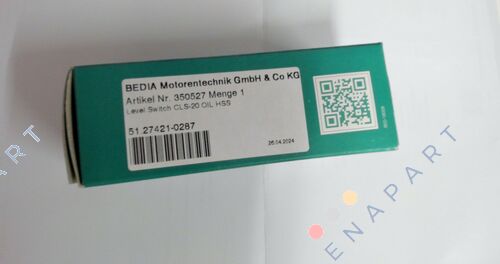 BEDIA Motorentechnik GmbH & Co KG
Artikel Nr. 350527 Menge 1
Level Switch CLS-20 OIL HSS
51.27421-0287
26.04.2024
ENAPART